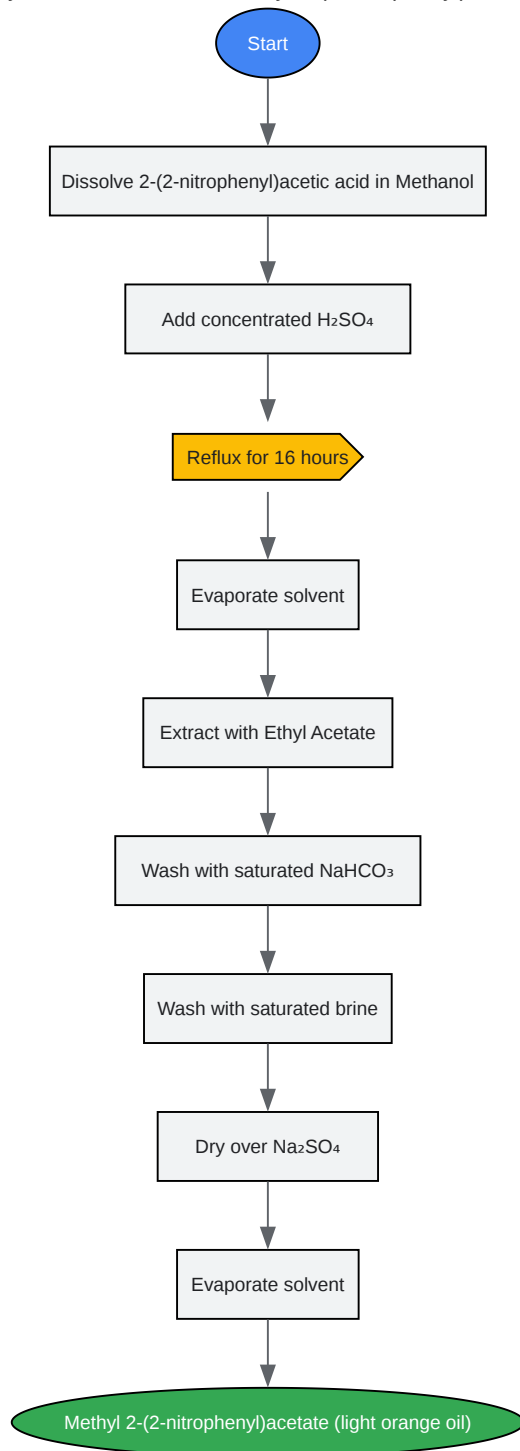 Start
Dissolve 2-(2-nitrophenyl)acetic acid in Methanol
Add concentrated H₂SO₄
Reflux for 16 hours
Evaporate solvent
Extract with Ethyl Acetate
Wash with saturated NaHCO₃
Wash with saturated brine
Dry over Na₂SO₄
Evaporate solvent
Methyl 2-(2-nitrophenyl)acetate (light orange oil)